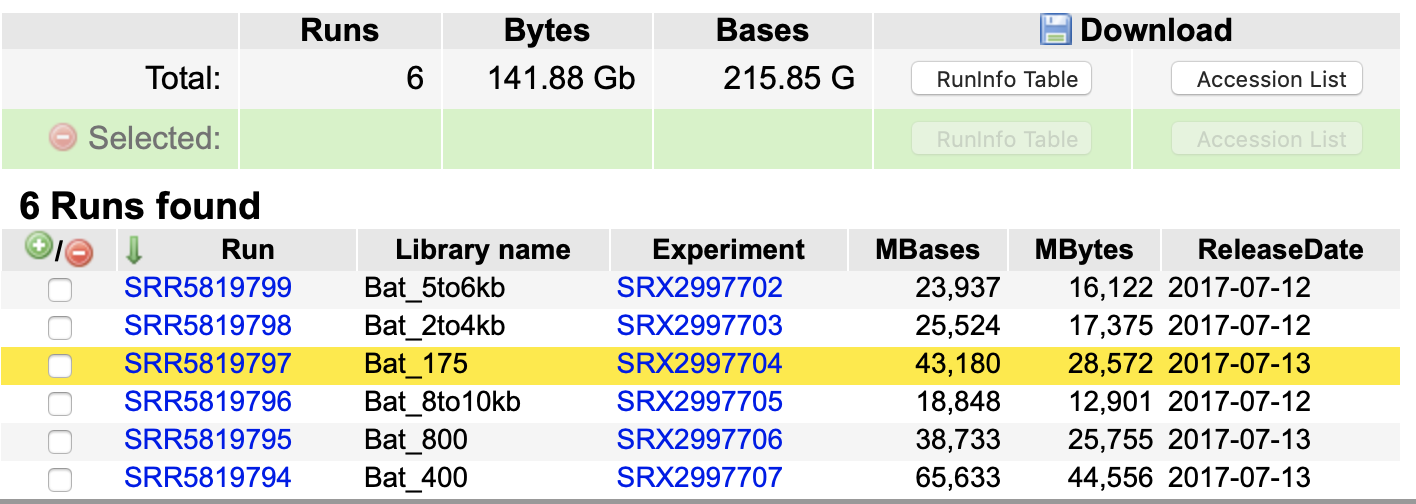 Runs Bytes Bases Download
Total: 6 141.88 Gb 215.85 G RunInfo Table Accession List
Selected: RunInfo Table Accession List
6 Runs found
/ Run Library name Experiment MBases MBytes ReleaseDate
SRR5819799 Bat_5to6kb SRX2997702 23,937 16,122 2017-07-12
SRR5819798 Bat_2to4kb SRX2997703 25,524 17,375 2017-07-12
SRR5819797 Bat_175 SRX2997704 43,180 28,572 2017-07-13
SRR5819796 Bat_8to10kb SRX2997705 18,848 12,901 2017-07-12
SRR5819795 Bat_800 SRX2997706 38,733 25,755 2017-07-13
SRR5819794 Bat_400 SRX2997707 65,633 44,556 2017-07-13